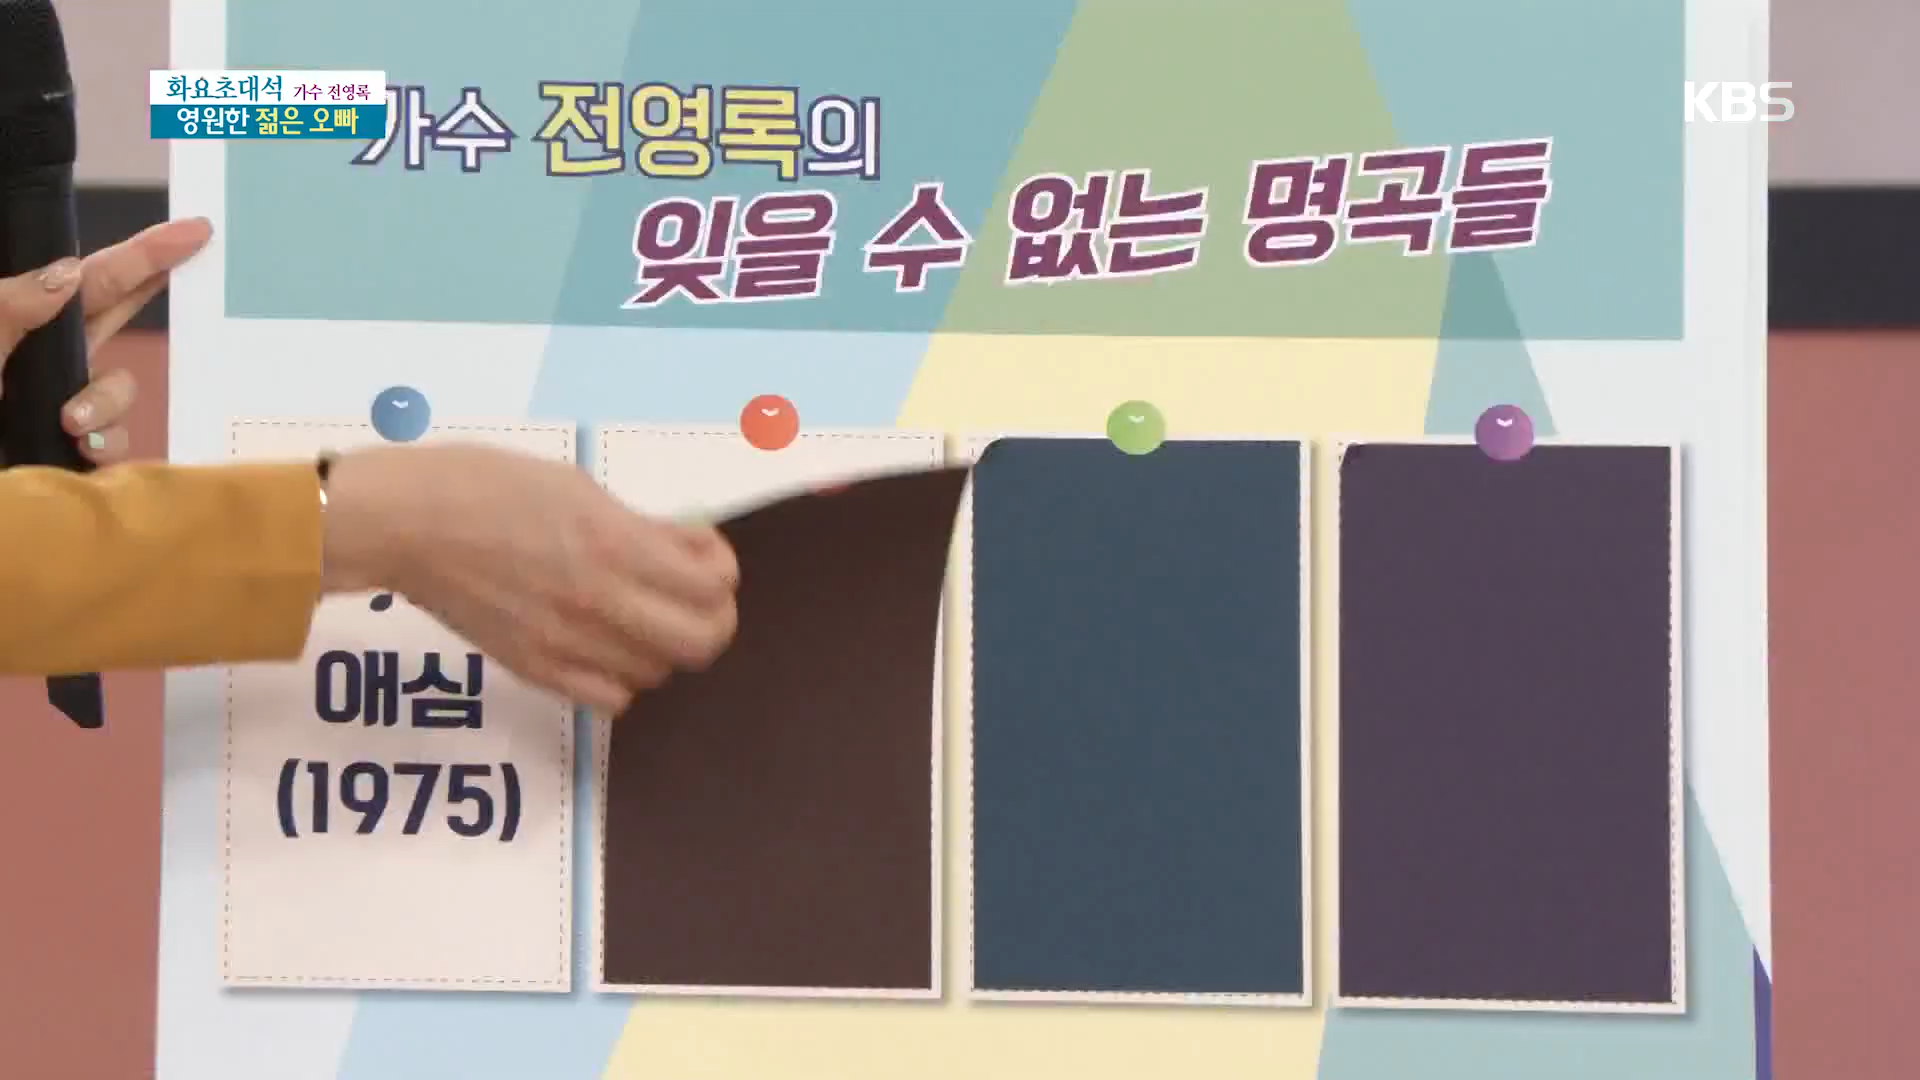 화요초대석 가수 전영록
영원한 젊은 오빠
KBS
가수 전영록의
잊을 수 없는 명곡들
애심
(1975)